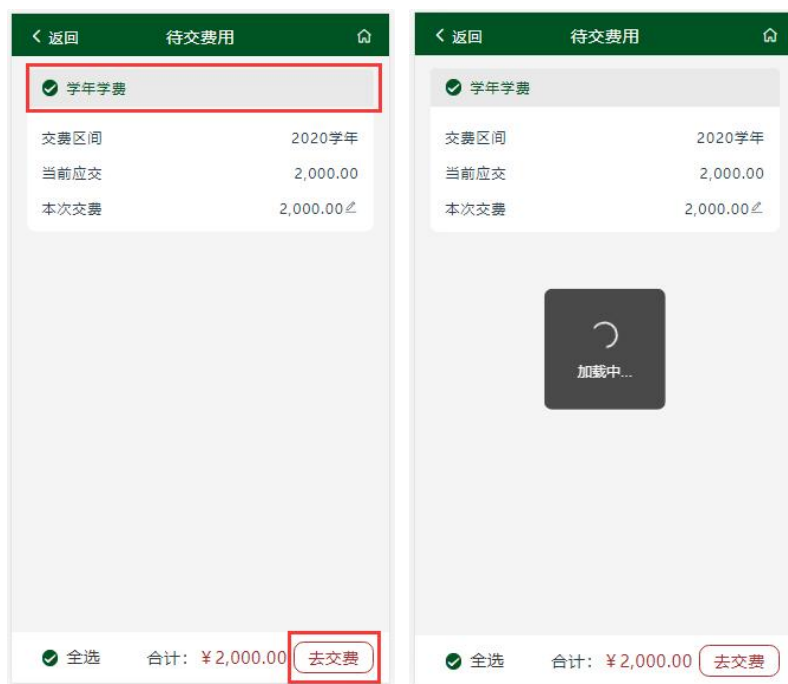 返回 待交费用
学年学费
交费区间 2020学年
当前应交 2,000.00
本次交费 2,000.00
全选 合计：￥2,000.00 去交费
返回 待交费用
学年学费
交费区间 2020学年
当前应交 2,000.00
本次交费 2,000.00
加载中...
全选 合计：￥2,000.00 去交费